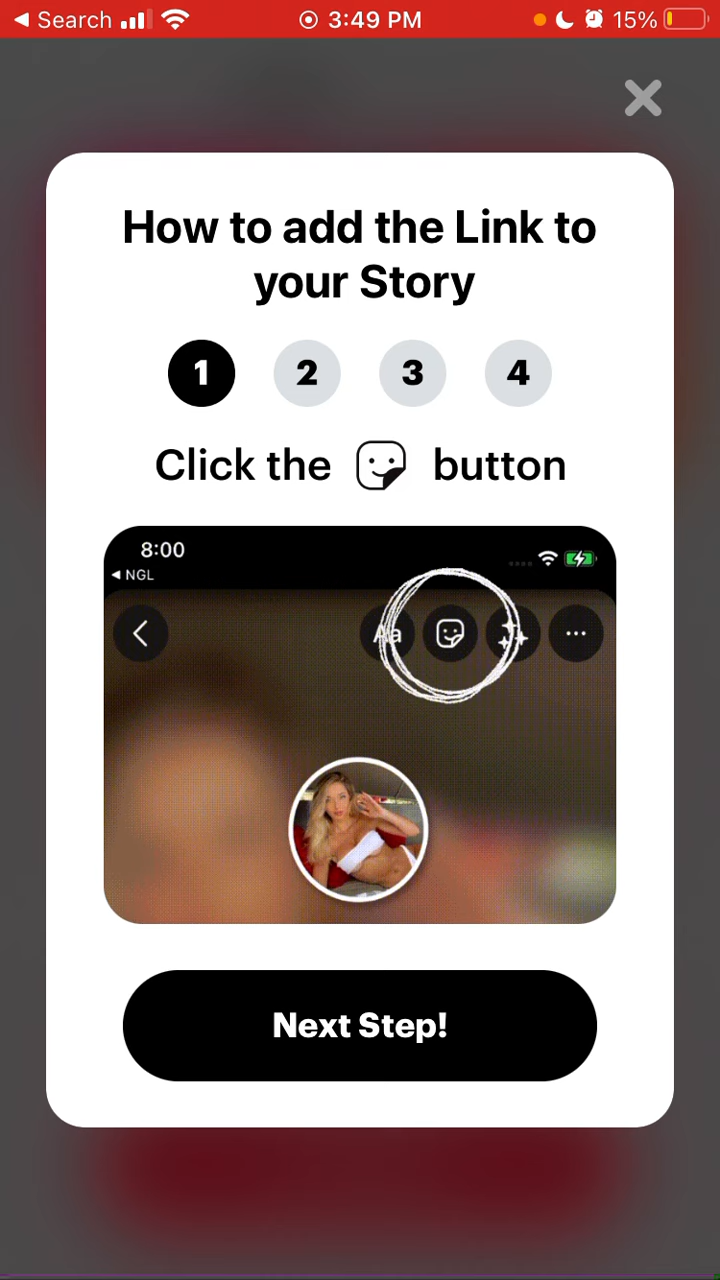 Search 3:49 PM 15%
How to add the Link to
your Story
1 2 3 4
Click the button
8:00
NGL
Aa
Next Step!